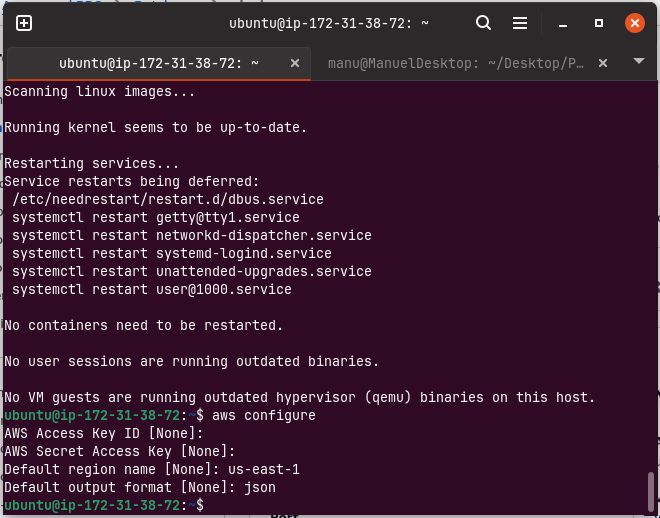 ubuntu@ip-172-31-38-72: ~
ubuntu@ip-172-31-38-72: ~
manu@ManuelDesktop: ~/Desktop/P…
Scanning linux images...
Running kernel seems to be up-to-date.
Restarting services...
Service restarts being deferred:
/etc/needrestart/restart.d/dbus.service
systemctl restart getty@tty1.service
systemctl restart networkd-dispatcher.service
systemctl restart systemd-logind.service
systemctl restart unattended-upgrades.service
systemctl restart user@1000.service
No containers need to be restarted.
No user sessions are running outdated binaries.
No VM guests are running outdated hypervisor (qemu) binaries on this host.
ubuntu@ip-172-31-38-72:~$ aws configure
AWS Access Key ID [None]:
AWS Secret Access Key [None]:
Default region name [None]: us-east-1
Default output format [None]: json
ubuntu@ip-172-31-38-72:~$